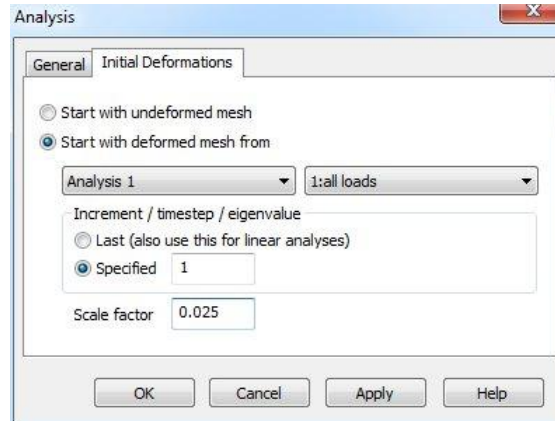 Analysis
General Initial Deformations
Start with undeformed mesh
Start with deformed mesh from
Analysis 1 1:all loads
Increment / timestep / eigenvalue
Last (also use this for linear analyses)
Specified 1
Scale factor 0.025
OK Cancel Apply Help